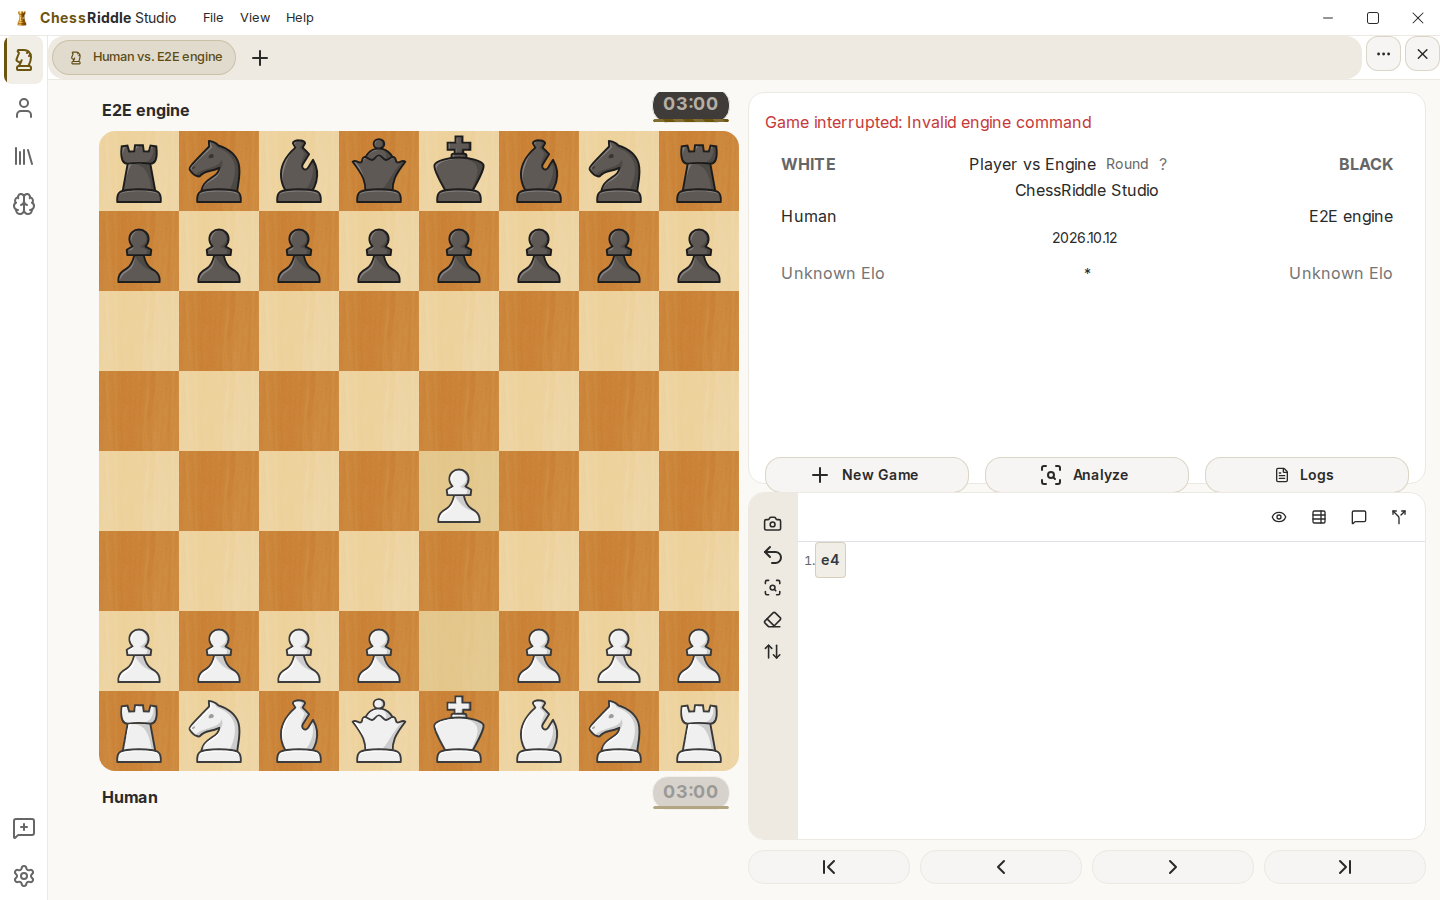 ChessRiddle Studio File View Help
Human vs. E2E engine
E2E engine 03:00
Game interrupted: Invalid engine command
WHITE Player vs Engine Round ? BLACK
ChessRiddle Studio
Human E2E engine
2026.10.12
Unknown Elo * Unknown Elo
New Game Analyze Logs
1. e4
Human 03:00